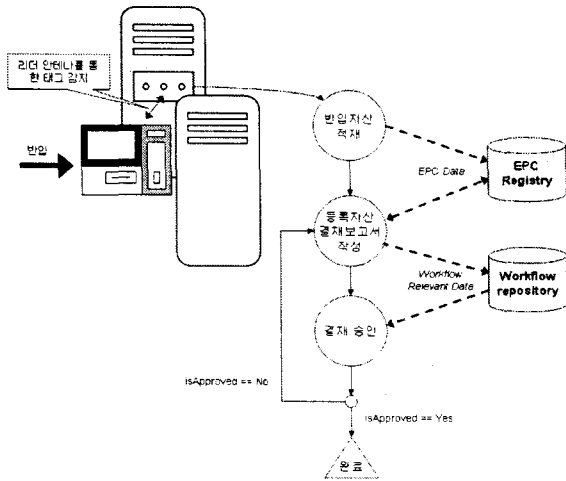 리더 안테나를 통
한 태그 감지
반입
반입자산
적재
EPC Data
EPC
Registry
등록자산
결재보고서
작성
Workflow
Relevant Data
Workflow
repository
결재 승인
isApproved == No
isApproved == Yes
완료